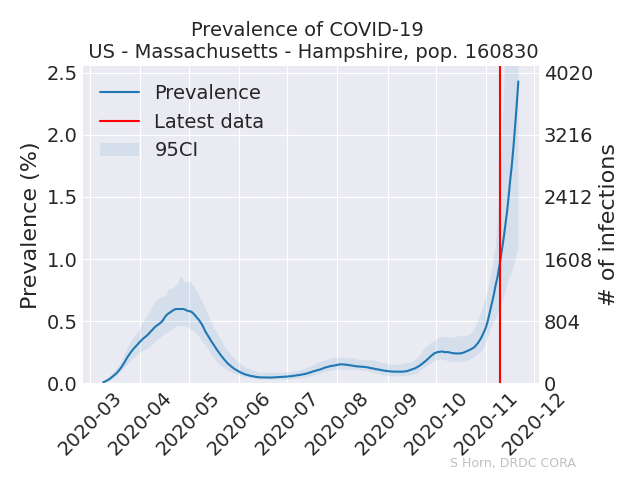 Prevalence of COVID-19
US - Massachusetts - Hampshire, pop. 160830
Prevalence (%)
2.5
2.0
1.5
1.0
0.5
0.0
Prevalence
Latest data
95CI
4020
3216
2412
1608
804
0
# of infections
2020-03
2020-04
2020-05
2020-06
2020-07
2020-08
2020-09
2020-10
2020-11
2020-12
S Horn, DRDC CORA